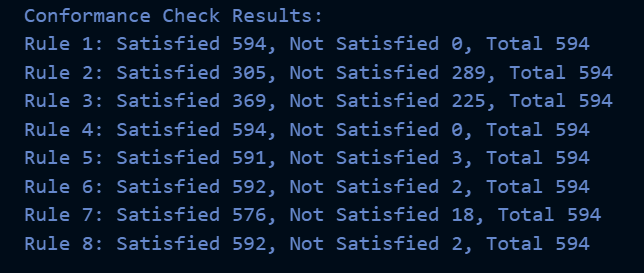 Conformance Check Results:
Rule 1: Satisfied 594, Not Satisfied 0, Total 594
Rule 2: Satisfied 305, Not Satisfied 289, Total 594
Rule 3: Satisfied 369, Not Satisfied 225, Total 594
Rule 4: Satisfied 594, Not Satisfied 0, Total 594
Rule 5: Satisfied 591, Not Satisfied 3, Total 594
Rule 6: Satisfied 592, Not Satisfied 2, Total 594
Rule 7: Satisfied 576, Not Satisfied 18, Total 594
Rule 8: Satisfied 592, Not Satisfied 2, Total 594